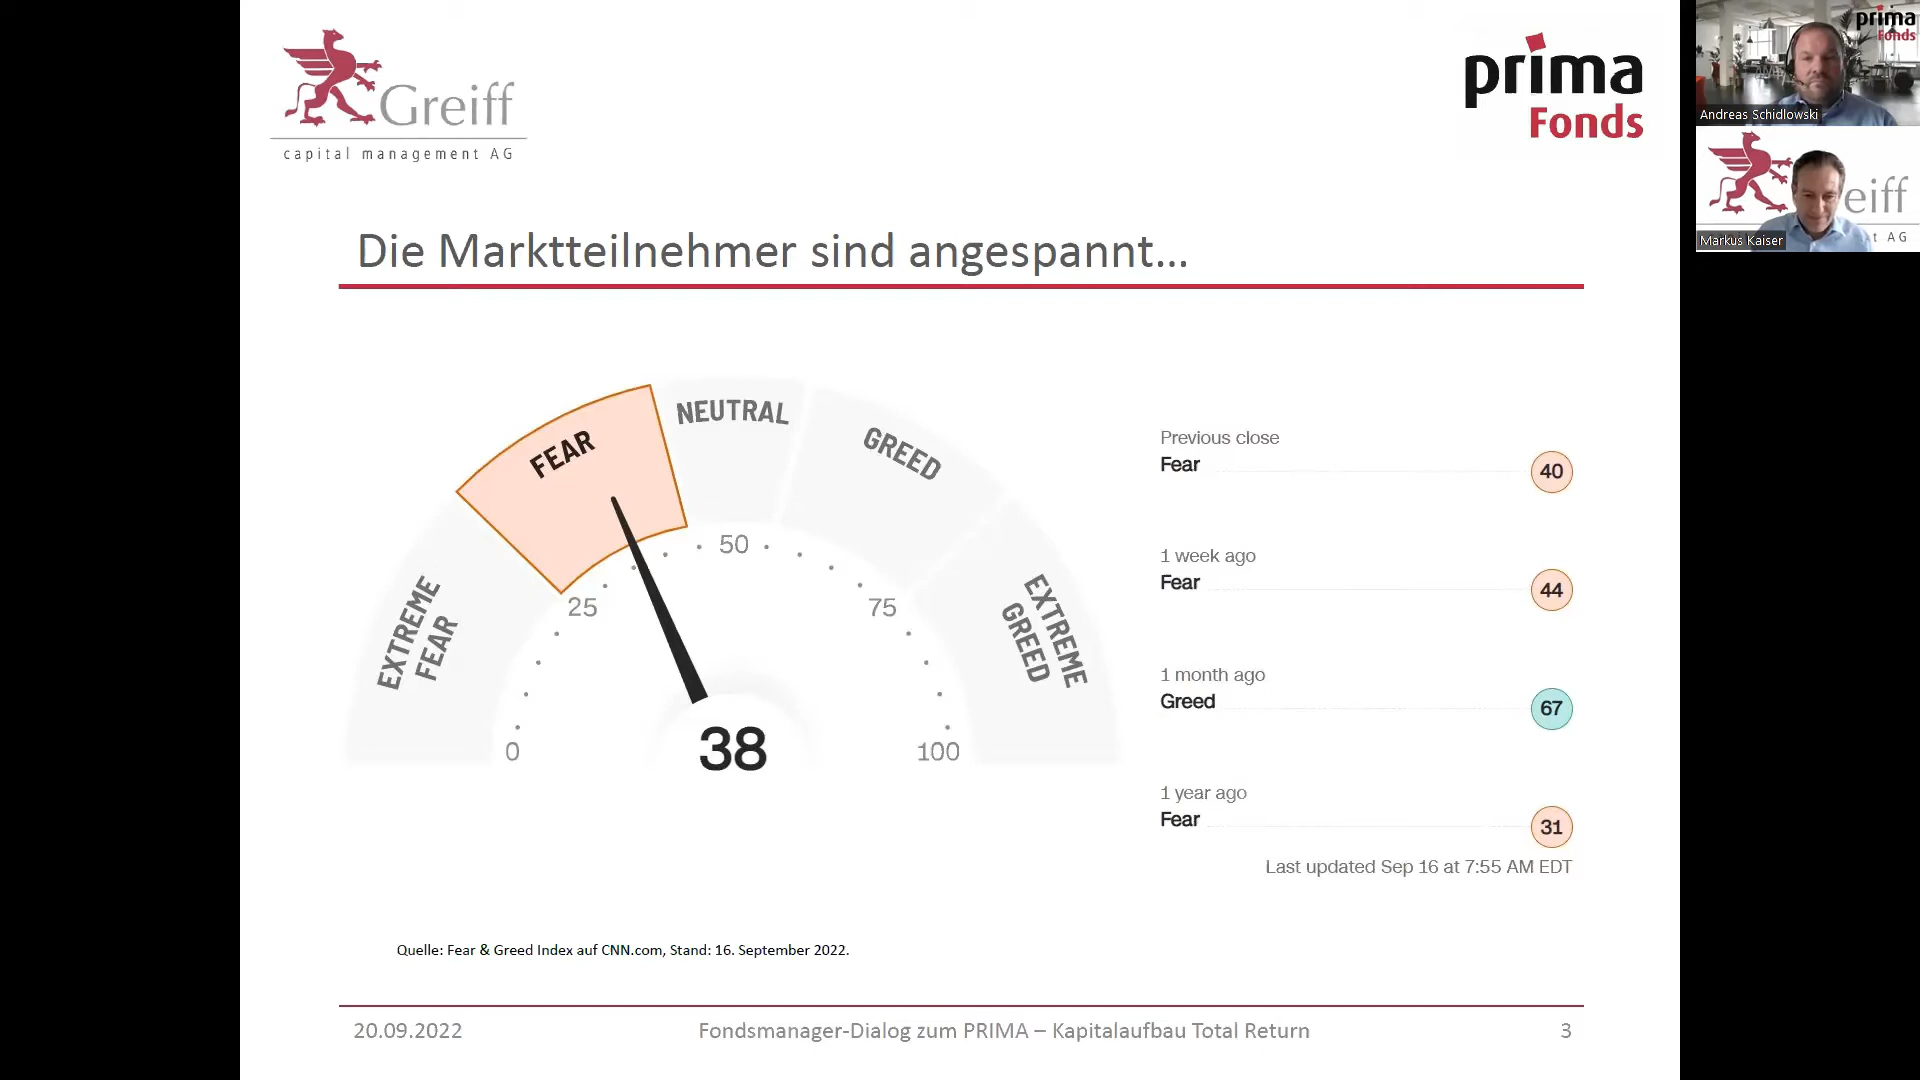 Greiff
capital management AG
prima
Fonds
prima
Fonds
Andreas Schidlowski
eiff
t AG
Markus Kaiser
Die Marktteilnehmer sind angespannt...
EXTREME
FEAR
FEAR
NEUTRAL
GREED
EXTREME
GREED
0
25
50
75
100
38
Previous close
Fear
40
1 week ago
Fear
44
1 month ago
Greed
67
1 year ago
Fear
31
Last updated Sep 16 at 7:55 AM EDT
Quelle: Fear & Greed Index auf CNN.com, Stand: 16. September 2022.
20.09.2022
Fondsmanager-Dialog zum PRIMA – Kapitalaufbau Total Return
3